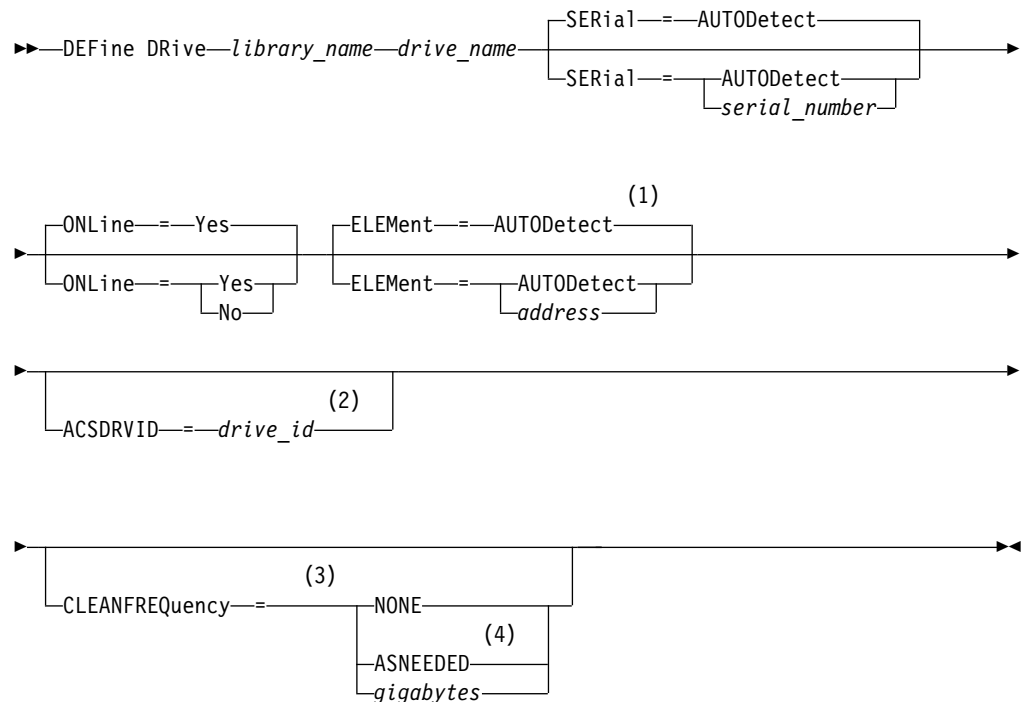 SERial = AUTODetect
DEFine DRive library_name drive_name
SERial = AUTODetect
serial_number
(1)
ONLine = Yes ELEMent = AUTODetect
ONLine = Yes ELEMent = AUTODetect
No address
(2)
ACSDRVID = drive_id
(3)
CLEANFREQuency = NONE
(4)
ASNEEDED
gigabytes